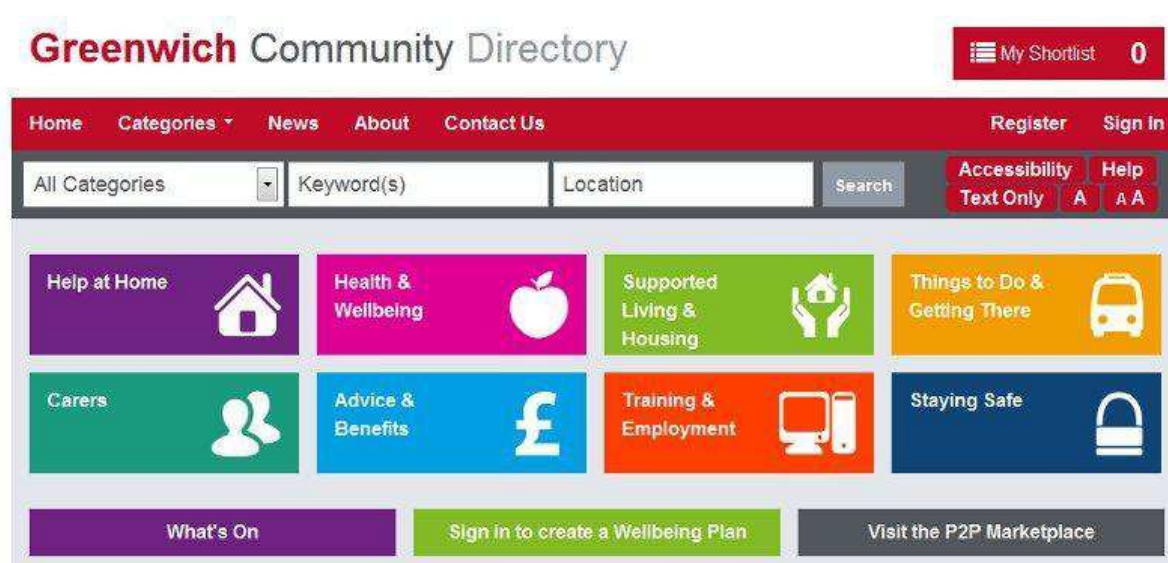 Greenwich Community Directory
My Shortlist 0
Home Categories News About Contact Us Register Sign In
All Categories Keyword(s) Location Search
Accessibility Help
Text Only A A A
Help at Home
Health &
Wellbeing
Supported
Living &
Housing
Things to Do &
Getting There
Carers
Advice &
Benefits
£
Training &
Employment
Staying Safe
What's On
Sign in to create a Wellbeing Plan
Visit the P2P Marketplace